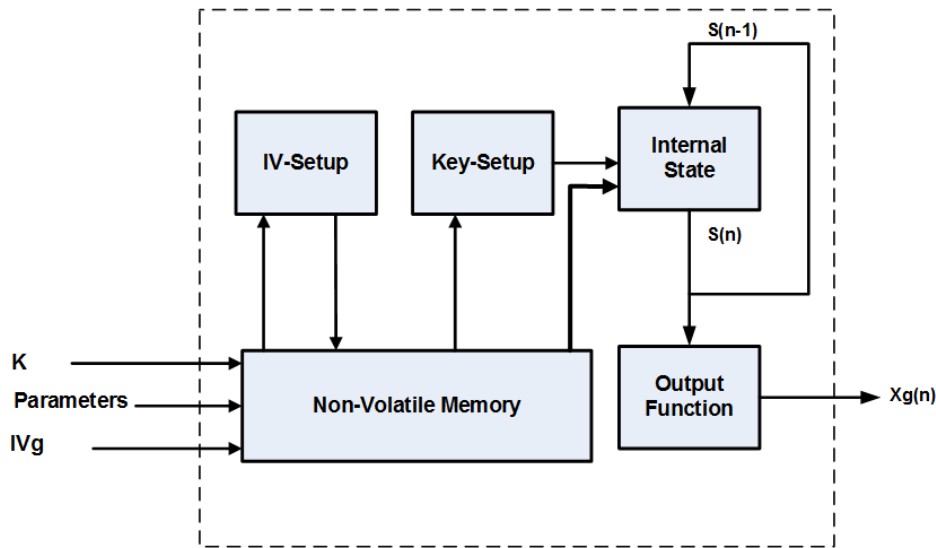 S(n-1)
IV-Setup
Key-Setup
Internal
State
S(n)
K
Parameters
IVg
Non-Volatile Memory
Output
Function
Xg(n)